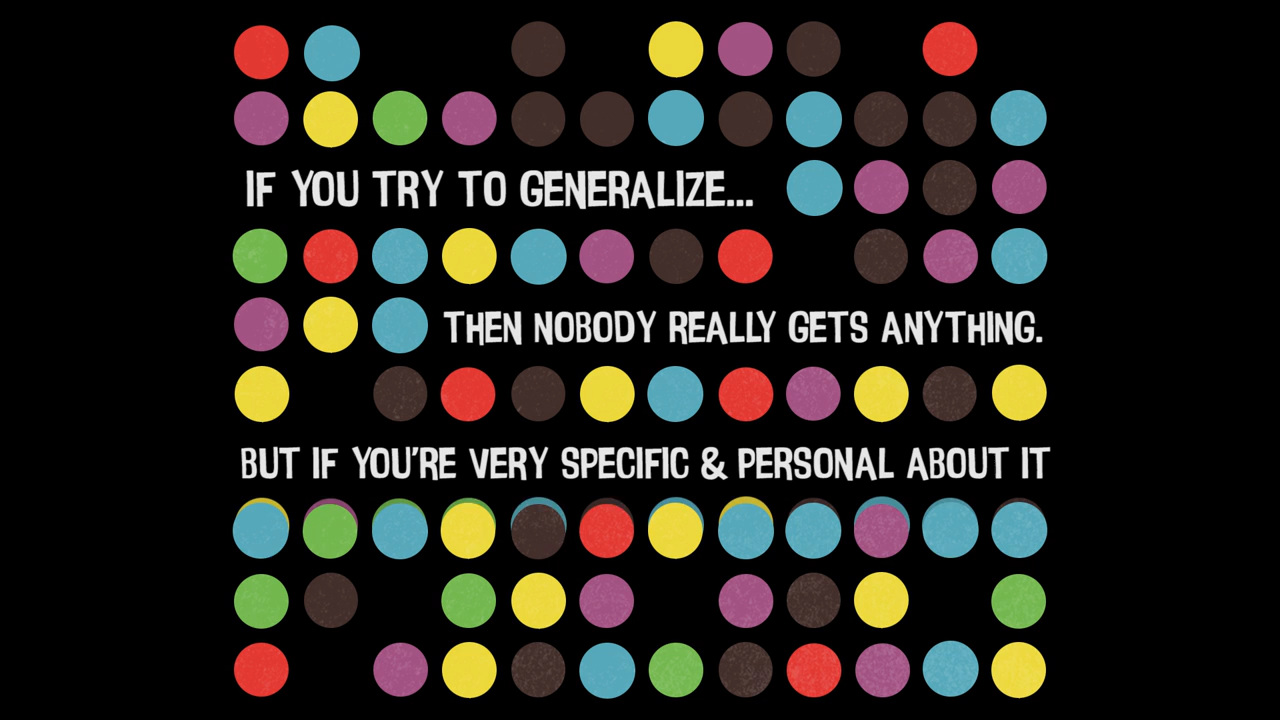 IF YOU TRY TO GENERALIZE...
THEN NOBODY REALLY GETS ANYTHING.
BUT IF YOU'RE VERY SPECIFIC & PERSONAL ABOUT IT